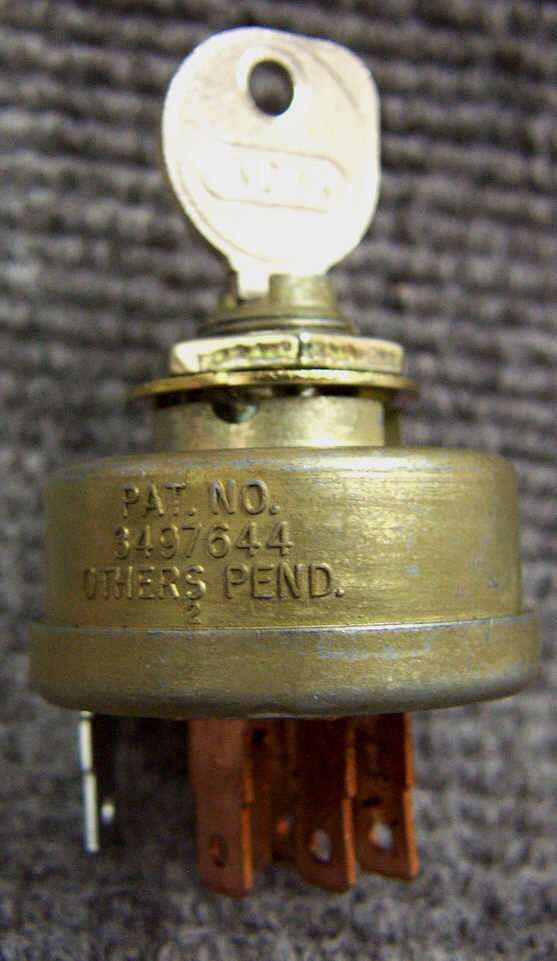 PAT. NO.
3497644
OTHERS PEND.
2